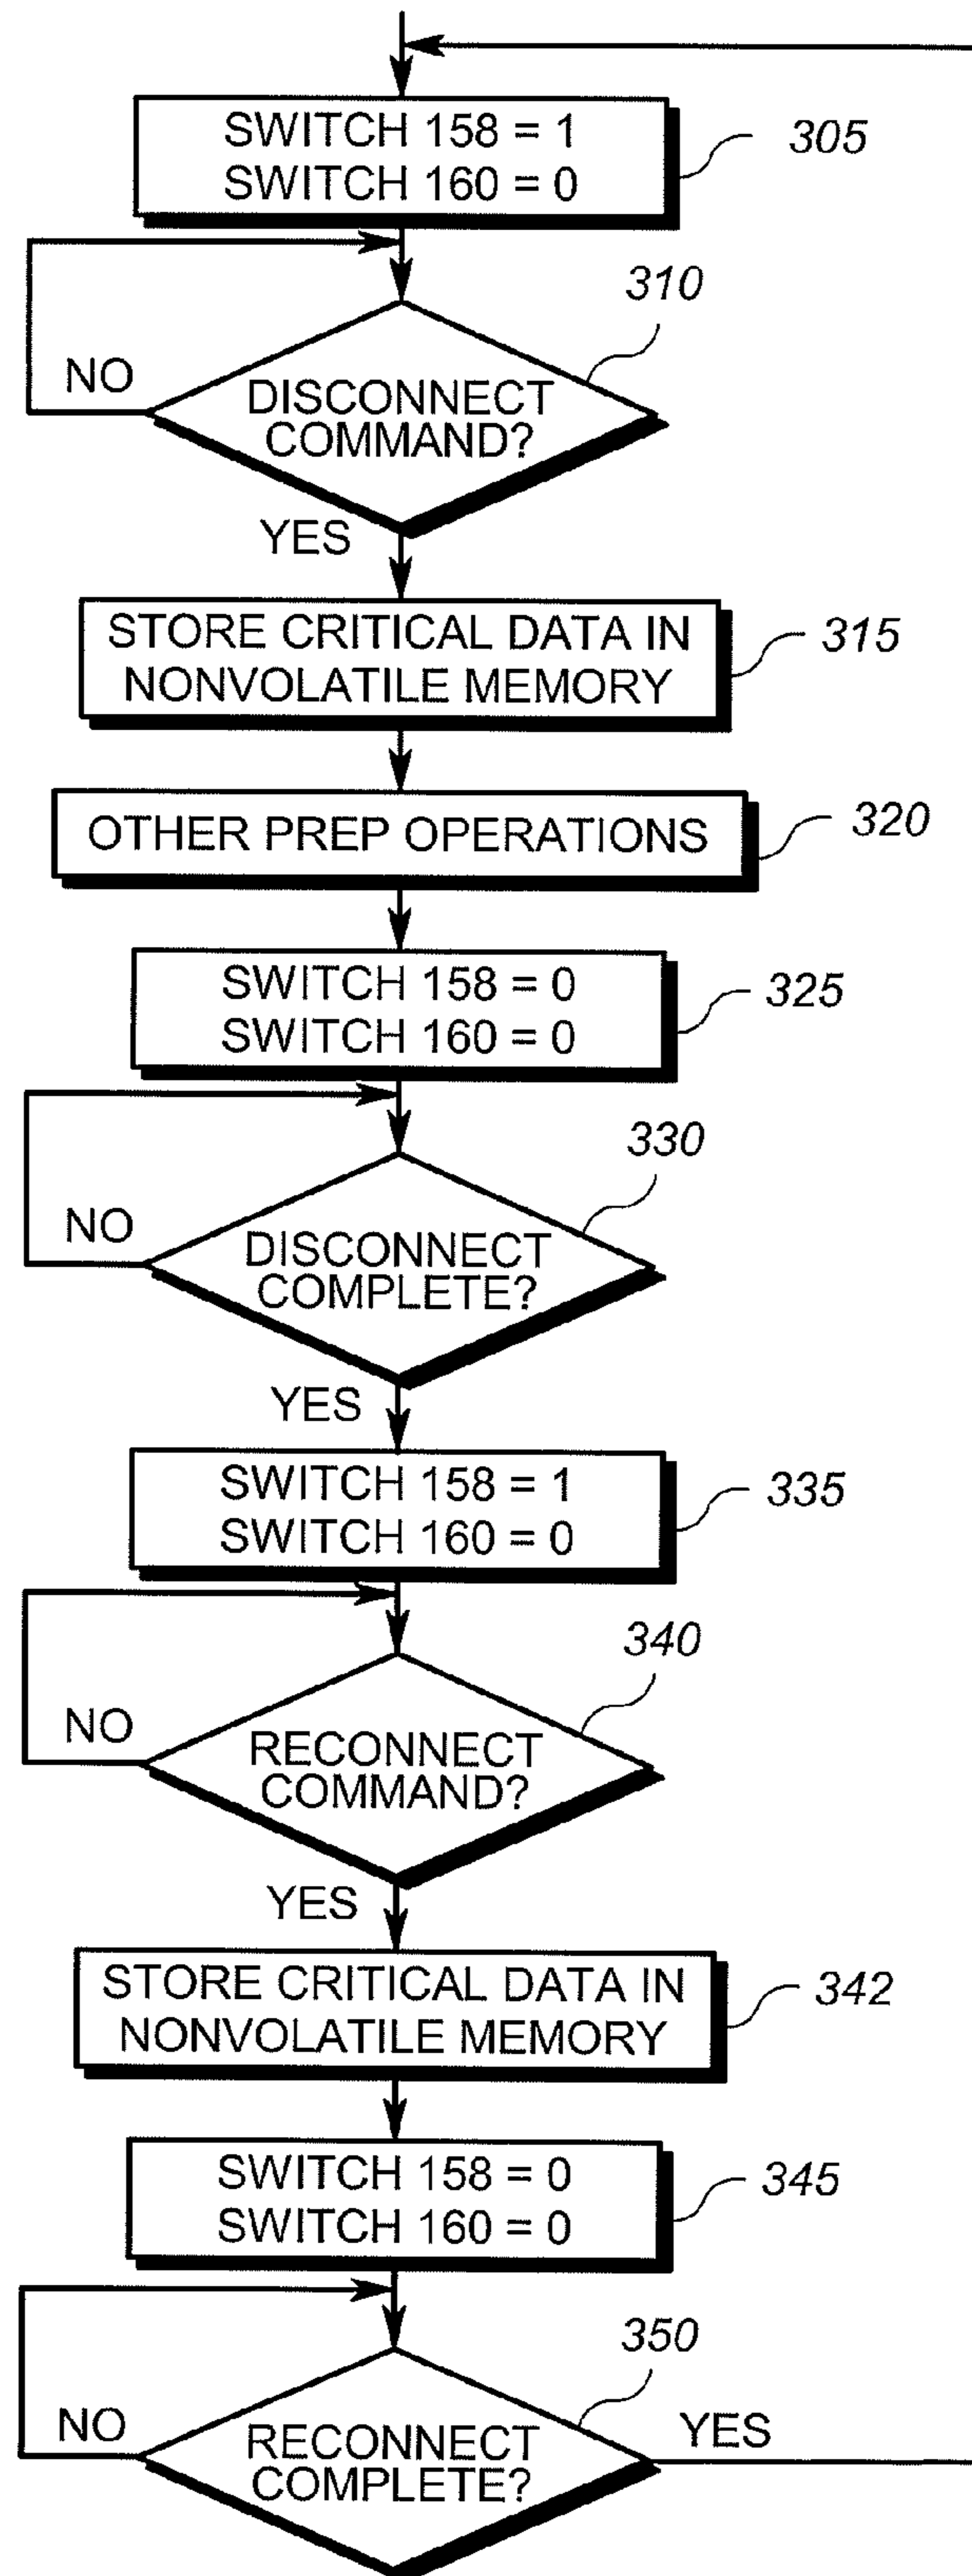 SWITCH 158 = 1
SWITCH 160 = 0
305
310
NO
DISCONNECT
COMMAND?
YES
STORE CRITICAL DATA IN
NONVOLATILE MEMORY
315
OTHER PREP OPERATIONS
320
SWITCH 158 = 0
SWITCH 160 = 0
325
330
NO
DISCONNECT
COMPLETE?
YES
SWITCH 158 = 1
SWITCH 160 = 0
335
340
NO
RECONNECT
COMMAND?
YES
STORE CRITICAL DATA IN
NONVOLATILE MEMORY
342
SWITCH 158 = 0
SWITCH 160 = 0
345
350
NO
RECONNECT
COMPLETE?
YES